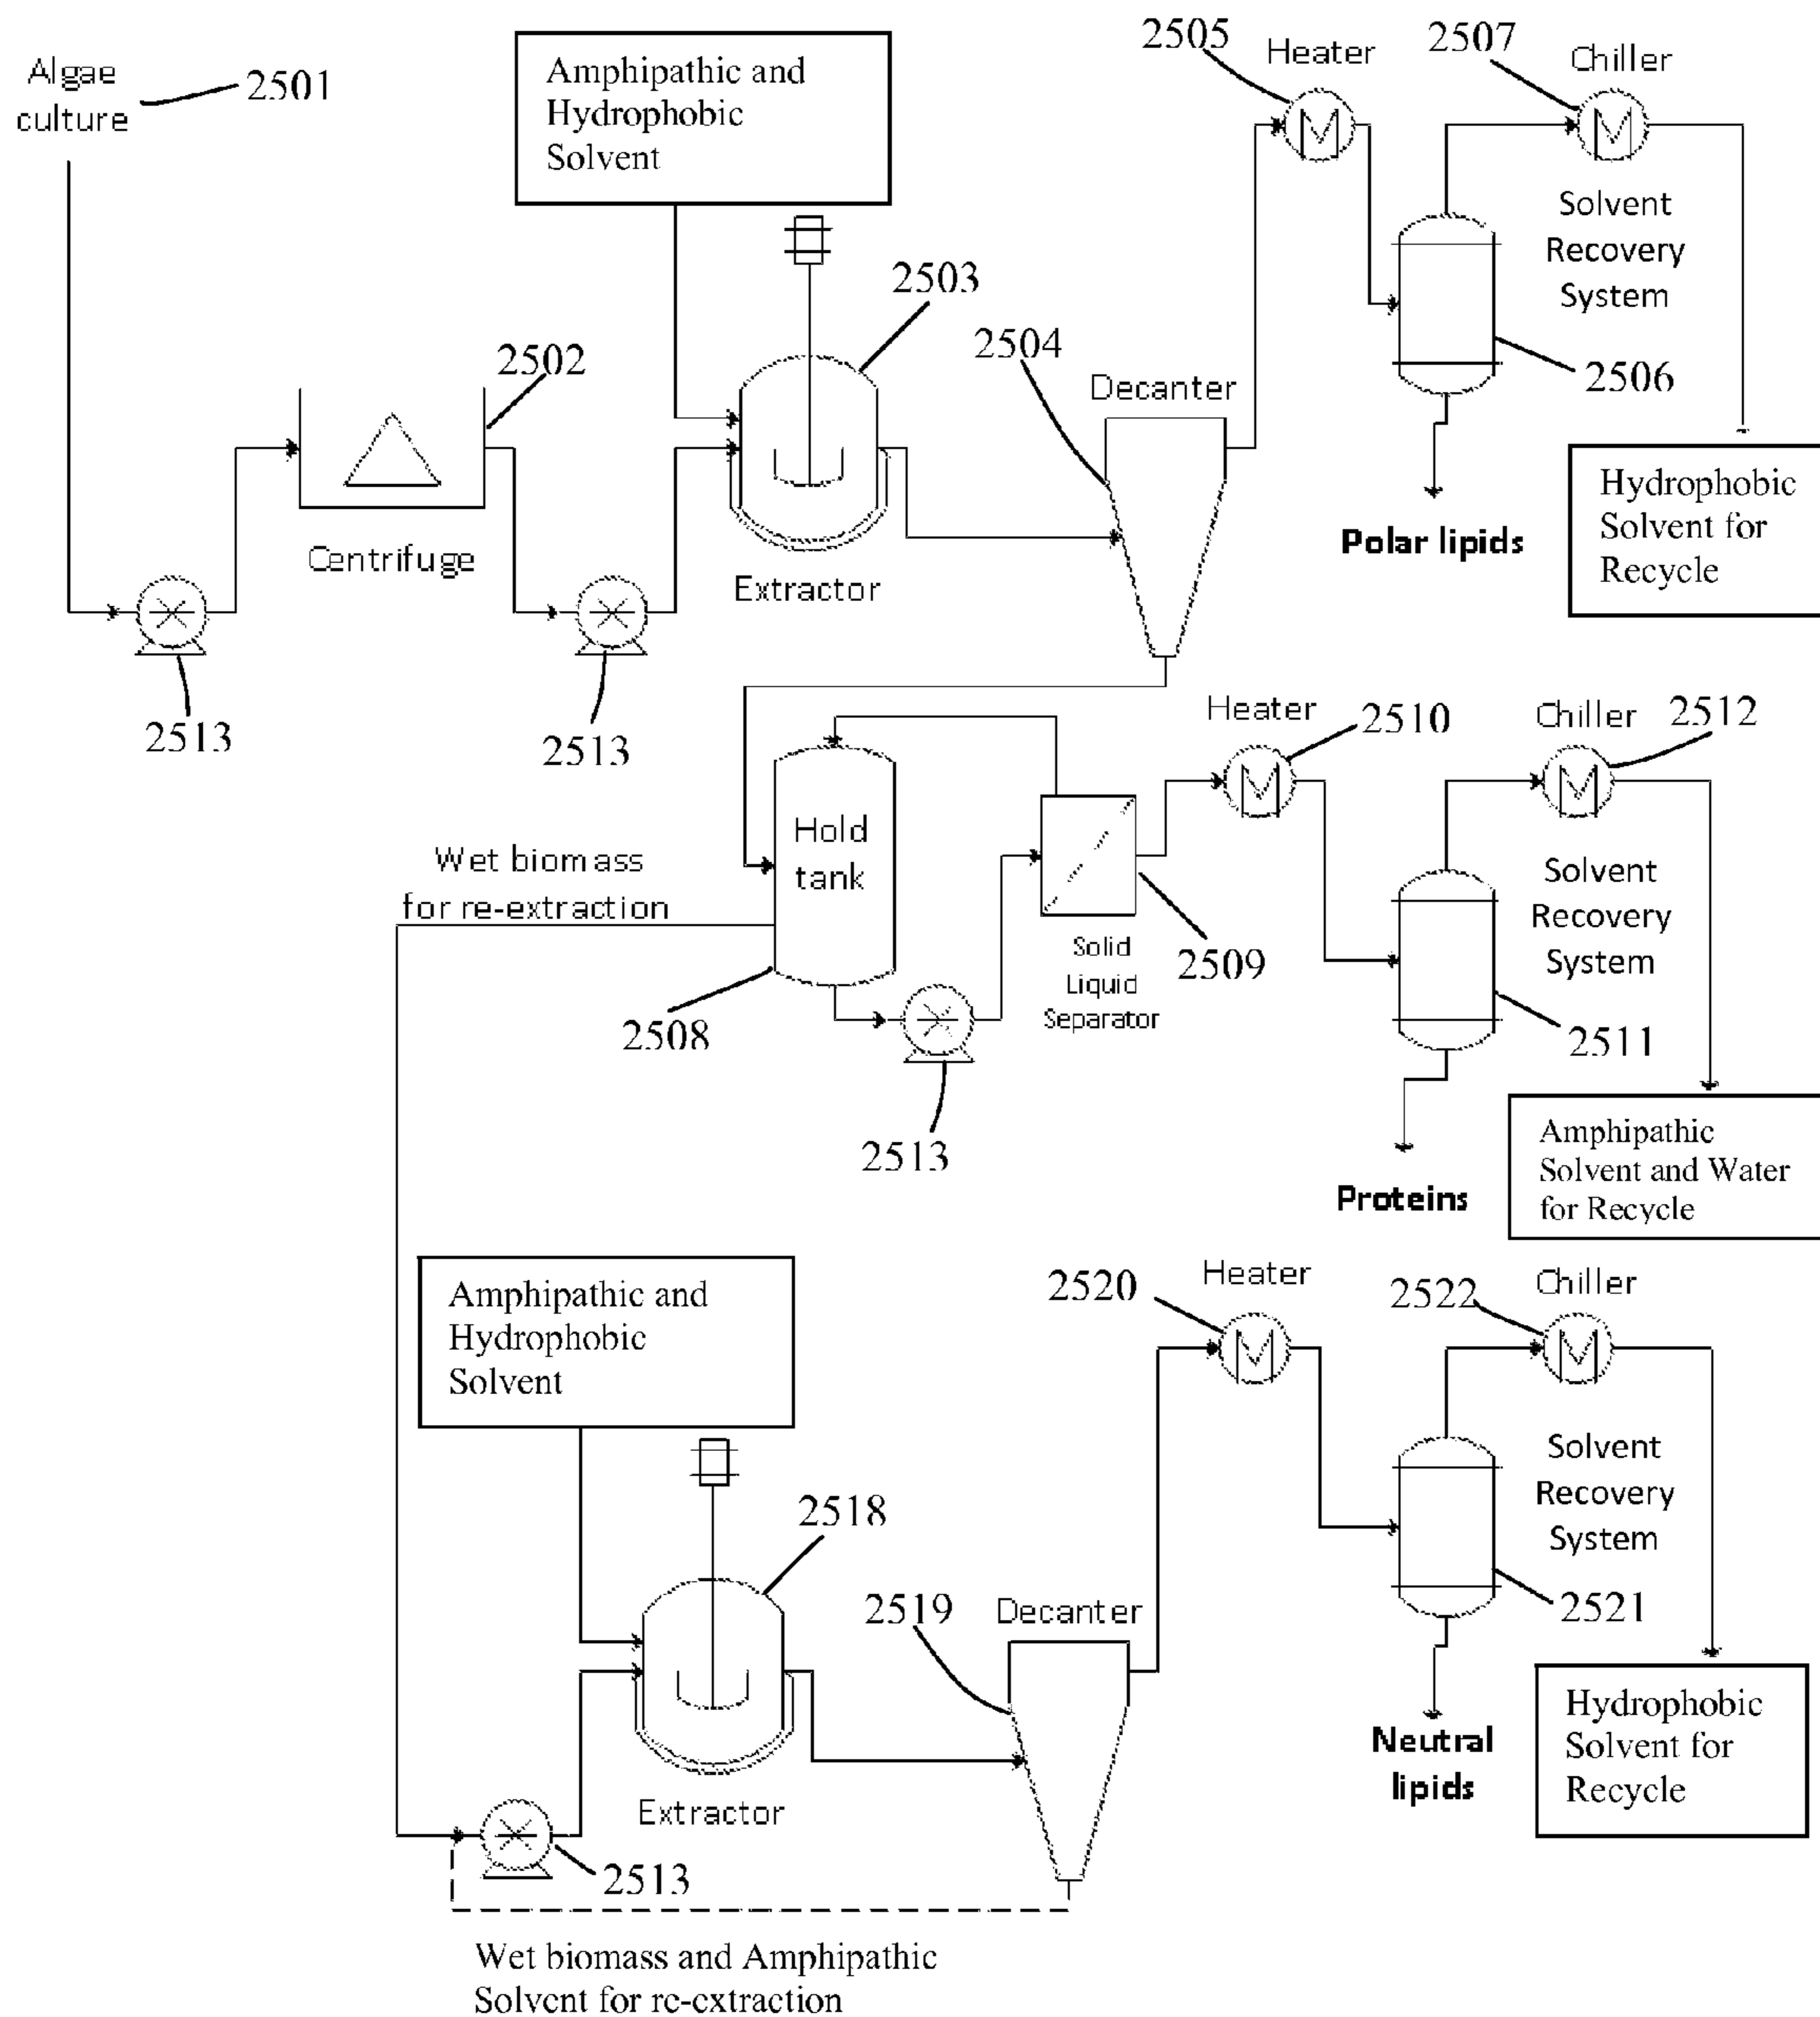 Algae
culture
2501
Amphipathic and
Hydrophobic
Solvent
2505
Heater
2507
Chiller
Solvent
Recovery
System
2503
2502
2504
Decanter
2506
Centrifuge
Extractor
Polar lipids
Hydrophobic
Solvent for
Recycle
2513
2513
Heater
2510
Chiller
2512
Hold
tank
Wet biomass
for re-extraction
Solid
Liquid
Separator
2509
Solvent
Recovery
System
2508
2511
2513
Proteins
Amphipathic
Solvent and Water
for Recycle
Amphipathic and
Hydrophobic
Solvent
2520
Heater
2522
Chiller
Solvent
Recovery
System
2518
2519
Decanter
2521
Extractor
Neutral
lipids
Hydrophobic
Solvent for
Recycle
2513
Wet biomass and Amphipathic
Solvent for re-extraction